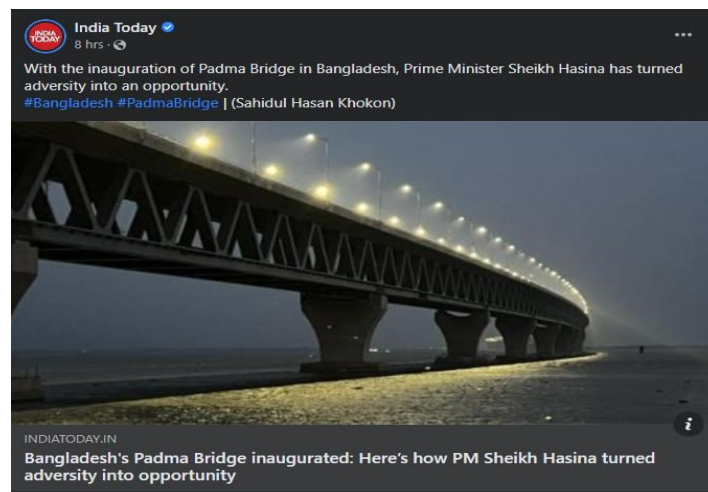 INDIA TODAY
India Today
8 hrs ·
With the inauguration of Padma Bridge in Bangladesh, Prime Minister Sheikh Hasina has turned
adversity into an opportunity.
#Bangladesh #PadmaBridge | (Sahidul Hasan Khokon)
i
INDIATODAY.IN
Bangladesh's Padma Bridge inaugurated: Here’s how PM Sheikh Hasina turned
adversity into opportunity